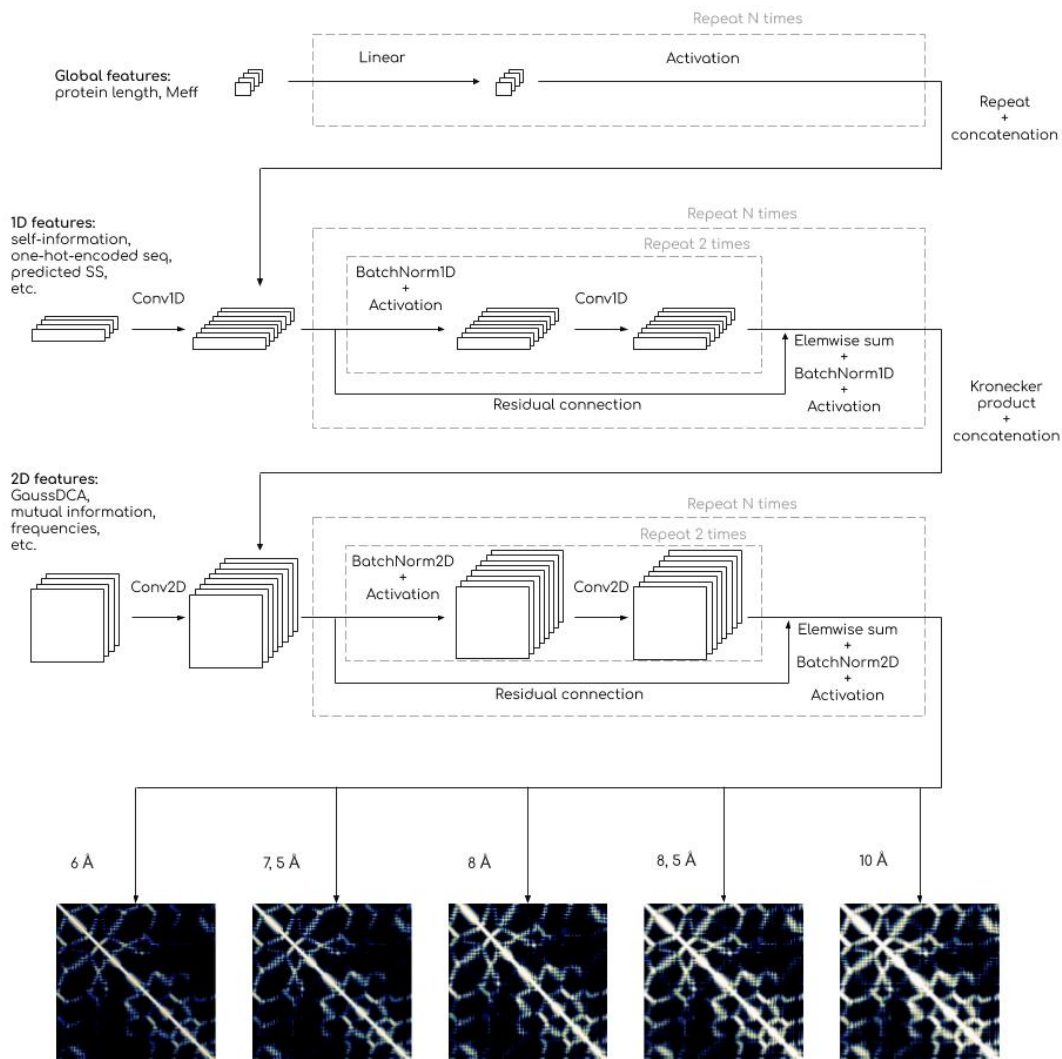 Repeat N times
Linear
Activation
Global features:
protein length, Meff
Repeat
+
concatenation
1D features:
self-information,
one-hot-encoded seq,
predicted SS,
etc.
Conv1D
Repeat N times
Repeat 2 times
BatchNorm1D
+
Activation
Conv1D
Elemwise sum
+
BatchNorm1D
+
Activation
Residual connection
Kronecker
product
+
concatenation
2D features:
GaussDCA,
mutual information,
frequencies,
etc.
Conv2D
Repeat N times
Repeat 2 times
BatchNorm2D
+
Activation
Conv2D
Elemwise sum
+
BatchNorm2D
+
Activation
Residual connection
6 Å
7, 5 Å
8 Å
8, 5 Å
10 Å